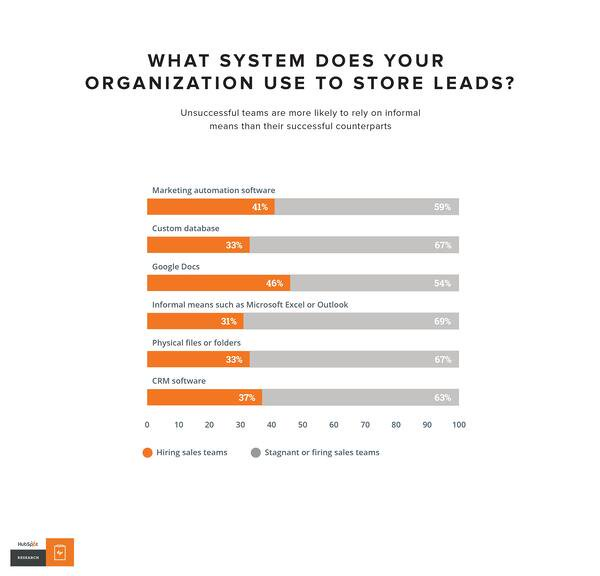 WHAT SYSTEM DOES YOUR
ORGANIZATION USE TO STORE LEADS?
Unsuccessful teams are more likely to rely on informal
means than their successful counterparts
Marketing automation software
41% 59%
Custom database
33% 67%
Google Docs
46% 54%
Informal means such as Microsoft Excel or Outlook
31% 69%
Physical files or folders
33% 67%
CRM software
37% 63%
0 10 20 30 40 50 60 70 80 90 100
Hiring sales teams Stagnant or firing sales teams
HubSpot
RESEARCH